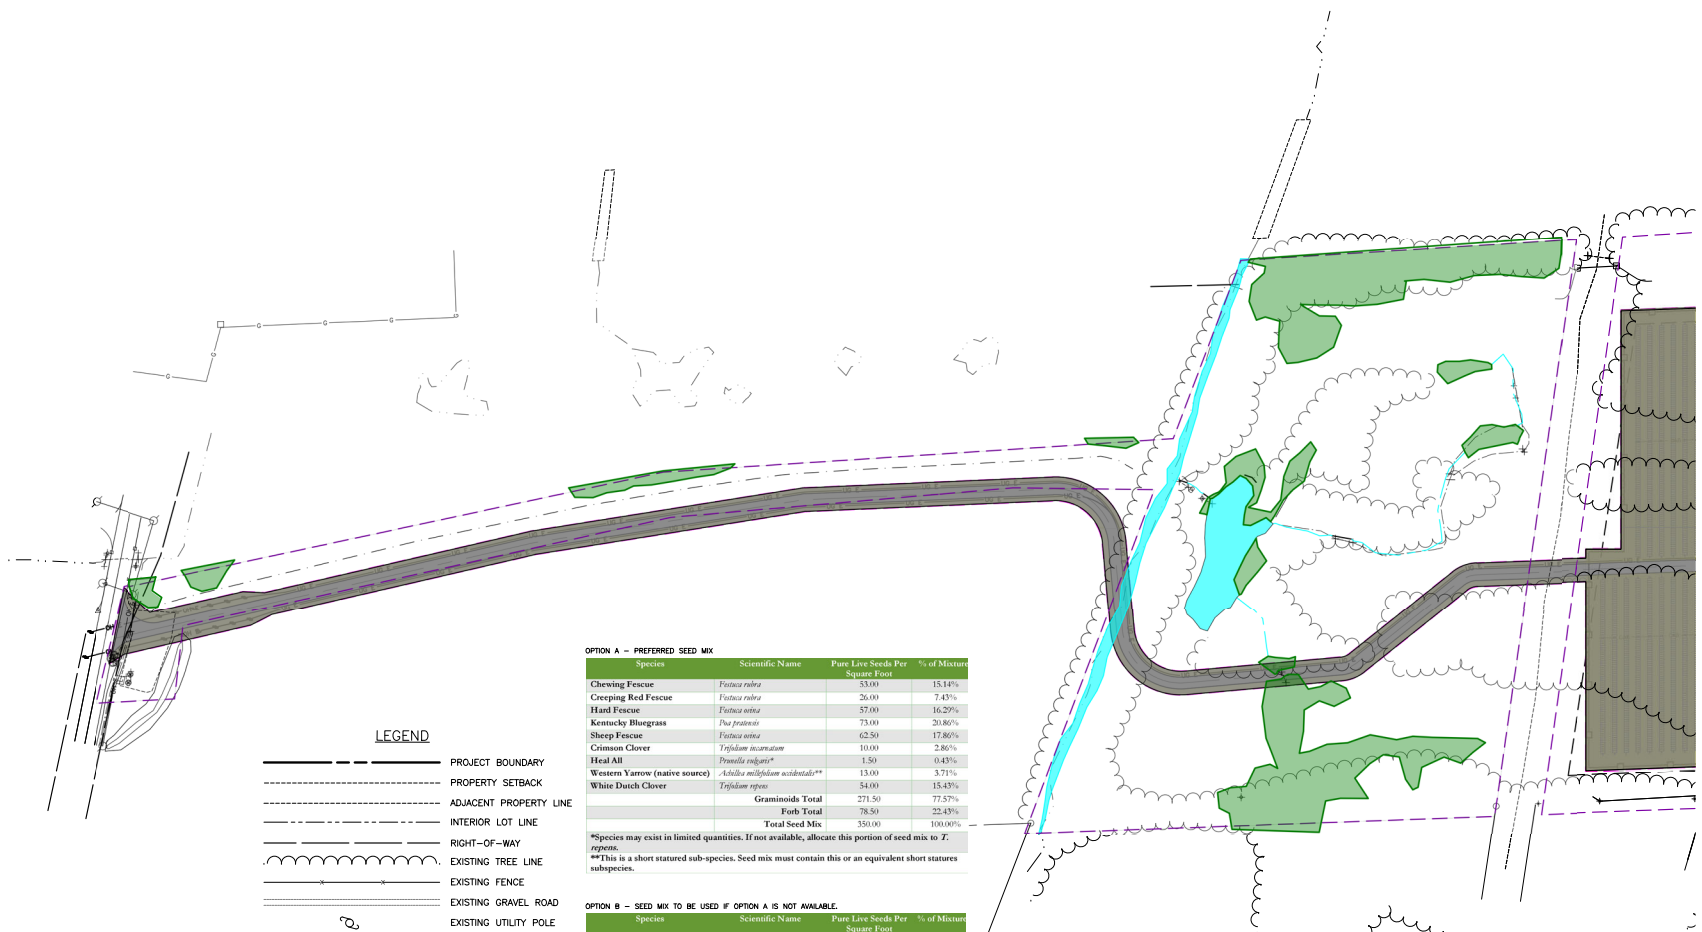 OPTION A – PREFERRED SEED MIX
Species Scientific Name Pure Live Seeds Per Square Foot % of Mixture
Chewing Fescue Festuca rubra 53.00 15.14%
Creeping Red Fescue Festuca rubra 26.00 7.43%
Hard Fescue Festuca ovina 57.00 16.29%
Kentucky Bluegrass Poa pratensis 73.00 20.86%
Sheep Fescue Festuca ovina 62.50 17.86%
Crimson Clover Trifolium incarnatum 10.00 2.86%
Heal All Prunella vulgaris* 1.50 0.43%
Western Yarrow (native source) Achillea millefolium occidentalis** 13.00 3.71%
White Dutch Clover Trifolium repens 54.00 15.43%
Graminoids Total 271.50 77.57%
Forb Total 78.50 22.43%
Total Seed Mix 350.00 100.00%
*Species may exist in limited quantities. If not available, allocate this portion of seed mix to T.
repens.
**This is a short statured sub-species. Seed mix must contain this or an equivalent short statures
subspecies.
OPTION B – SEED MIX TO BE USED IF OPTION A IS NOT AVAILABLE.
Species Scientific Name Pure Live Seeds Per Square Foot % of Mixture
LEGEND
PROJECT BOUNDARY
PROPERTY SETBACK
ADJACENT PROPERTY LINE
INTERIOR LOT LINE
RIGHT-OF-WAY
EXISTING TREE LINE
EXISTING FENCE
EXISTING GRAVEL ROAD
EXISTING UTILITY POLE
G
G
G
G
G